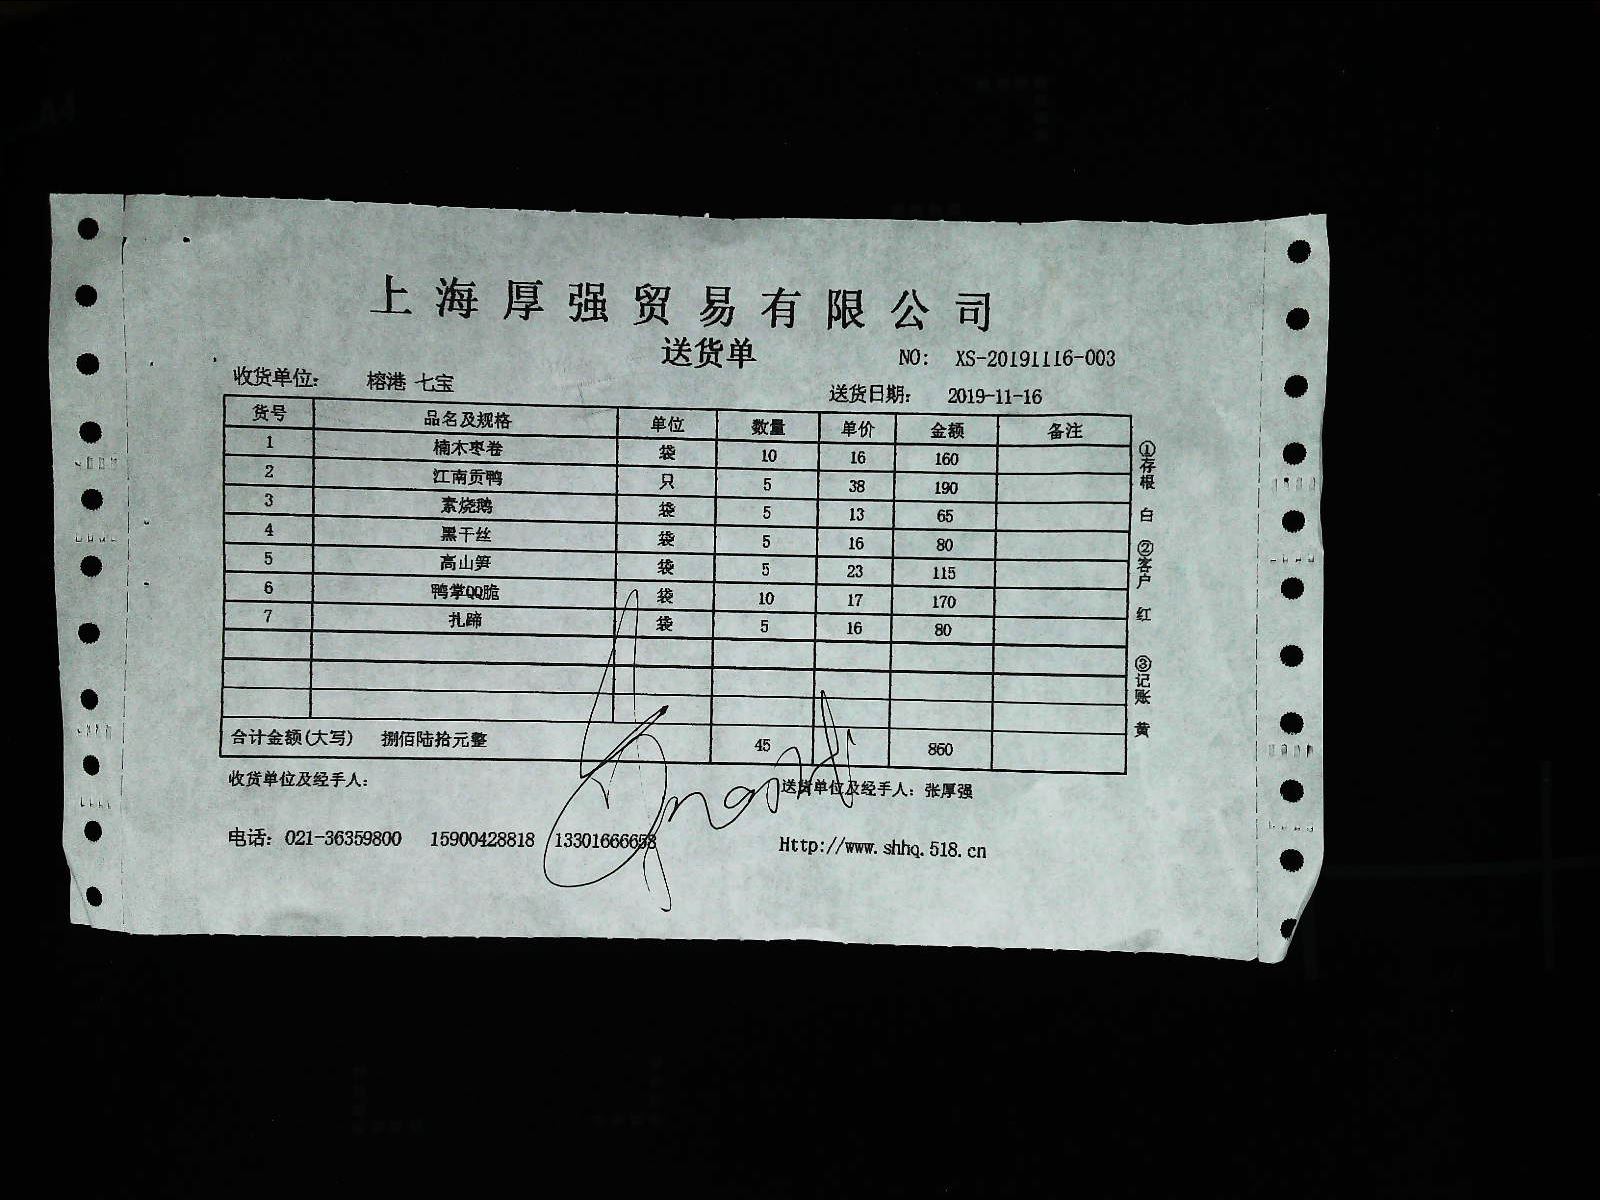 上海厚强贸易有限公司
送货单 NO: XS-20191116-003
收货单位: 榕港 七宝 送货日期: 2019-11-16
货号 品名及规格 单位 数量 单价 金额 备注
1 楠木枣卷 袋 10 16 160
2 江南贡鸭 只 5 38 190
3 素烧鹅 袋 5 13 65
4 黑干丝 袋 5 16 80
5 高山笋 袋 5 23 115
6 鸭掌QQ脆 袋 10 17 170
7 扎蹄 袋 5 16 80
合计金额(大写) 捌佰陆拾元整 45 860
收货单位及经手人: 送货单位及经手人: 张厚强
电话: 021-36359800 15900428818 13301666658 Http://www.shhq.518.cn
①存根 白 ②客户 红 ③记账 黄